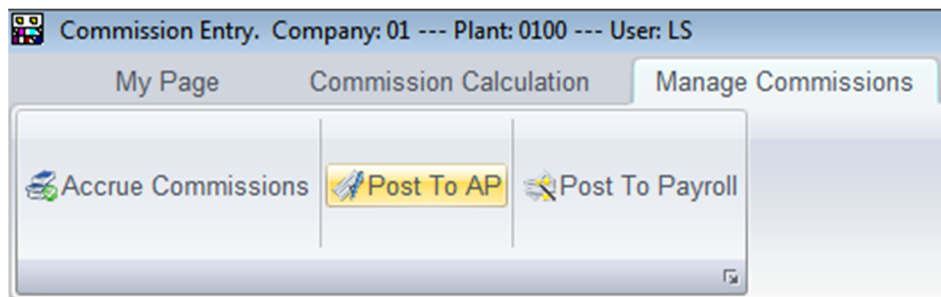 Commission Entry. Company: 01 --- Plant: 0100 --- User: LS
My Page Commission Calculation Manage Commissions
Accrue Commissions Post To AP Post To Payroll